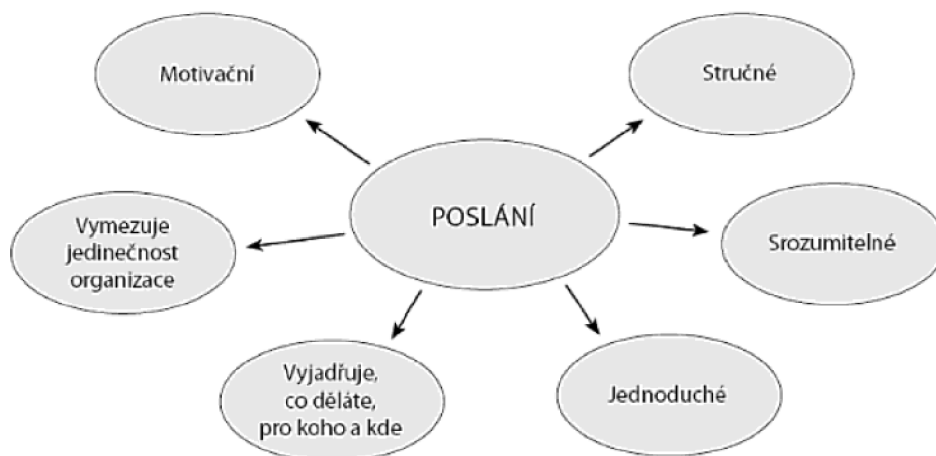 Motivační
Stručné
POSLÁNÍ
Vymezuje
jedinečnost
organizace
Srozumitelné
Vyjadřuje,
co děláte,
pro koho a kde
Jednoduché